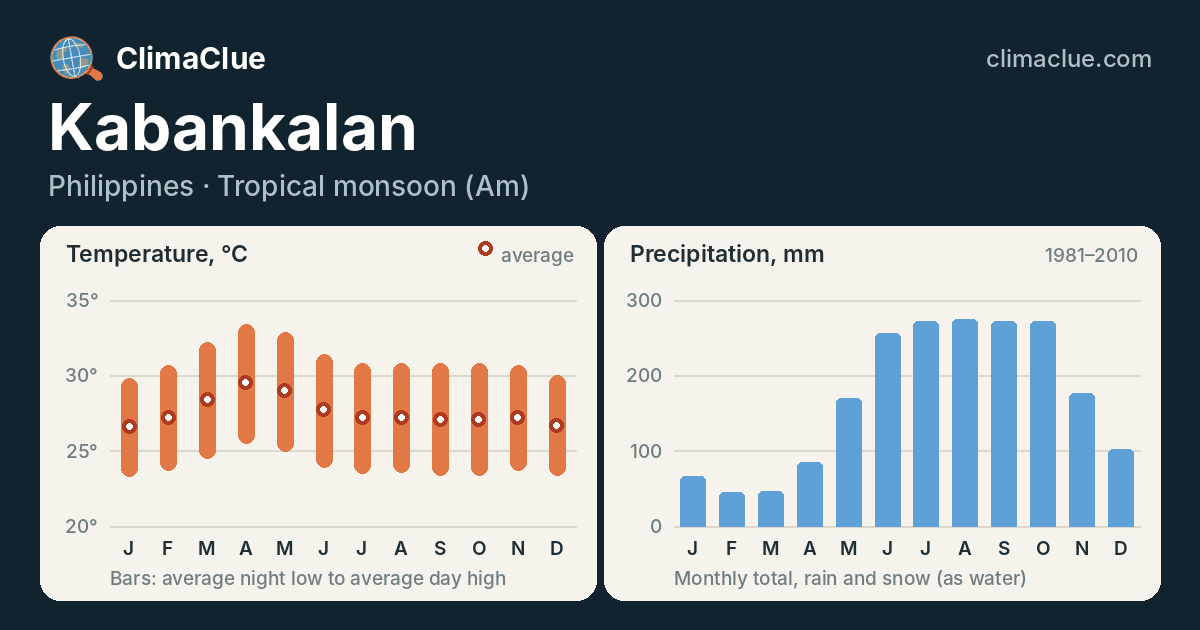 ClimaClue
climaclue.com
Kabankalan
Philippines · Tropical monsoon (Am)
Temperature, °C
average
35°
30°
25°
20°
J F M A M J J A S O N D
Bars: average night low to average day high
Precipitation, mm
1981–2010
300
200
100
0
J F M A M J J A S O N D
Monthly total, rain and snow (as water)